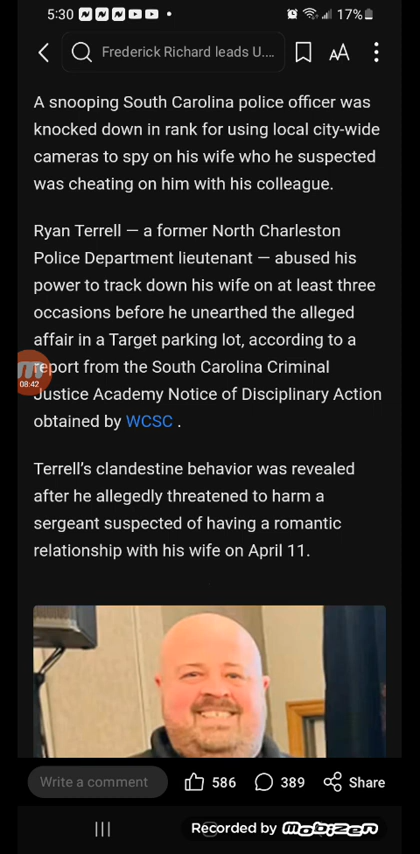 5:30
17%
Frederick Richard leads U....
AA
A snooping South Carolina police officer was
knocked down in rank for using local city-wide
cameras to spy on his wife who he suspected
was cheating on him with his colleague.
Ryan Terrell — a former North Charleston
Police Department lieutenant — abused his
power to track down his wife on at least three
occasions before he unearthed the alleged
affair in a Target parking lot, according to a
report from the South Carolina Criminal
08:42
Justice Academy Notice of Disciplinary Action
obtained by WCSC .
Terrell's clandestine behavior was revealed
after he allegedly threatened to harm a
sergeant suspected of having a romantic
relationship with his wife on April 11.
Write a comment 586 389 Share
Recorded by mobizen